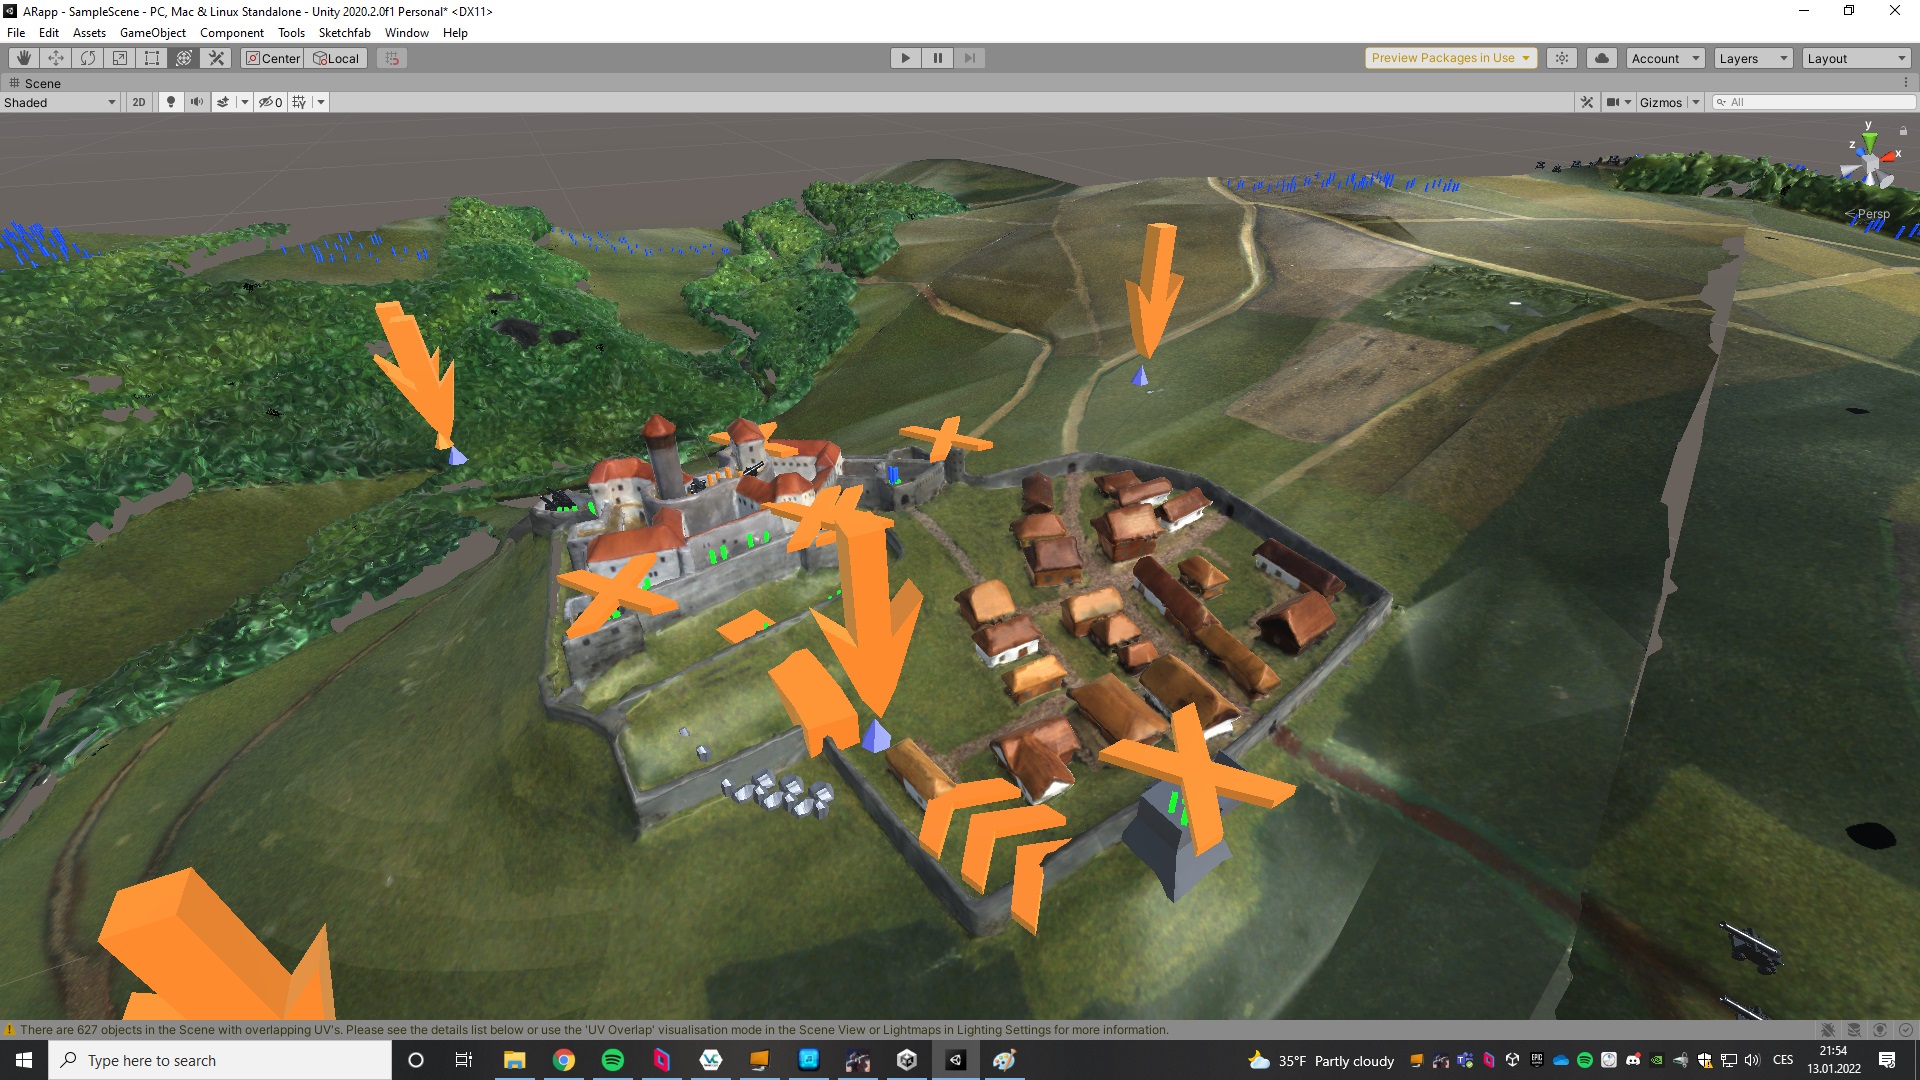 ARapp - SampleScene - PC, Mac & Linux Standalone - Unity 2020.2.0f1 Personal* <DX11>
File Edit Assets GameObject Component Tools Sketchfab Window Help
Center Local Preview Packages in Use Account Layers Layout
Scene
Shaded 2D 0 Gizmos All
y
z x
Persp
There are 627 objects in the Scene with overlapping UV's. Please see the details list below or use the 'UV Overlap' visualisation mode in the Scene View or Lightmaps in Lighting Settings for more information.
Type here to search 35°F Partly cloudy CES 21:54
13.01.2022